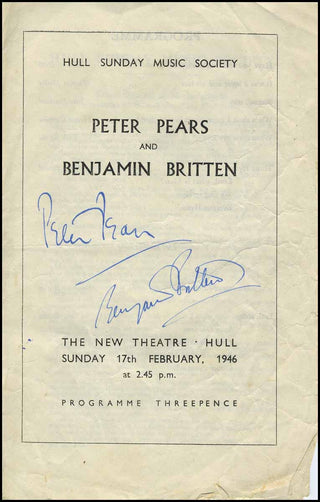 HULL SUNDAY MUSIC SOCIETY
PETER PEARS
AND
BENJAMIN BRITTEN
Peter Pears
Benjamin Britten
THE NEW THEATRE · HULL
SUNDAY 17th FEBRUARY, 1946
at 2.45 p.m.
PROGRAMME THREEPENCE